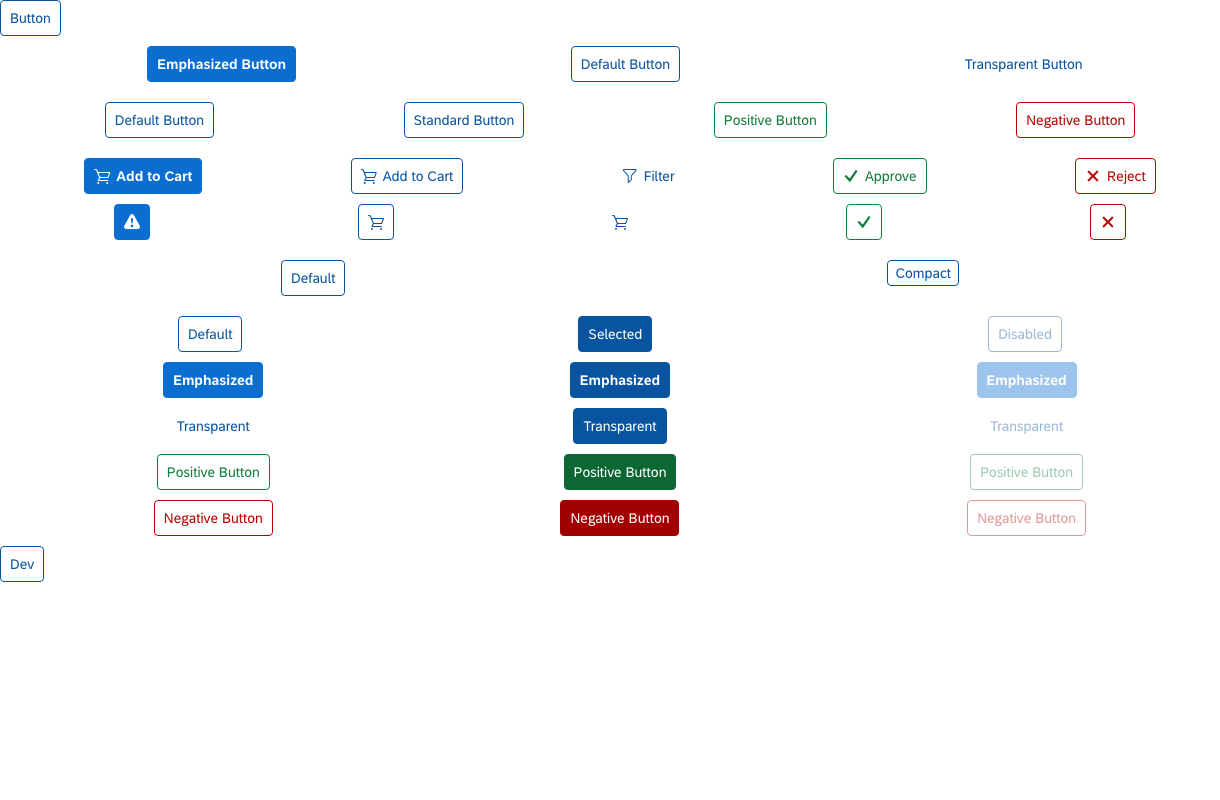 Button
Emphasized Button Default Button Transparent Button
Default Button Standard Button Positive Button Negative Button
Add to Cart Add to Cart Filter Approve Reject
Default Compact
Default Selected Disabled
Emphasized Emphasized Emphasized
Transparent Transparent Transparent
Positive Button Positive Button Positive Button
Negative Button Negative Button Negative Button
Dev